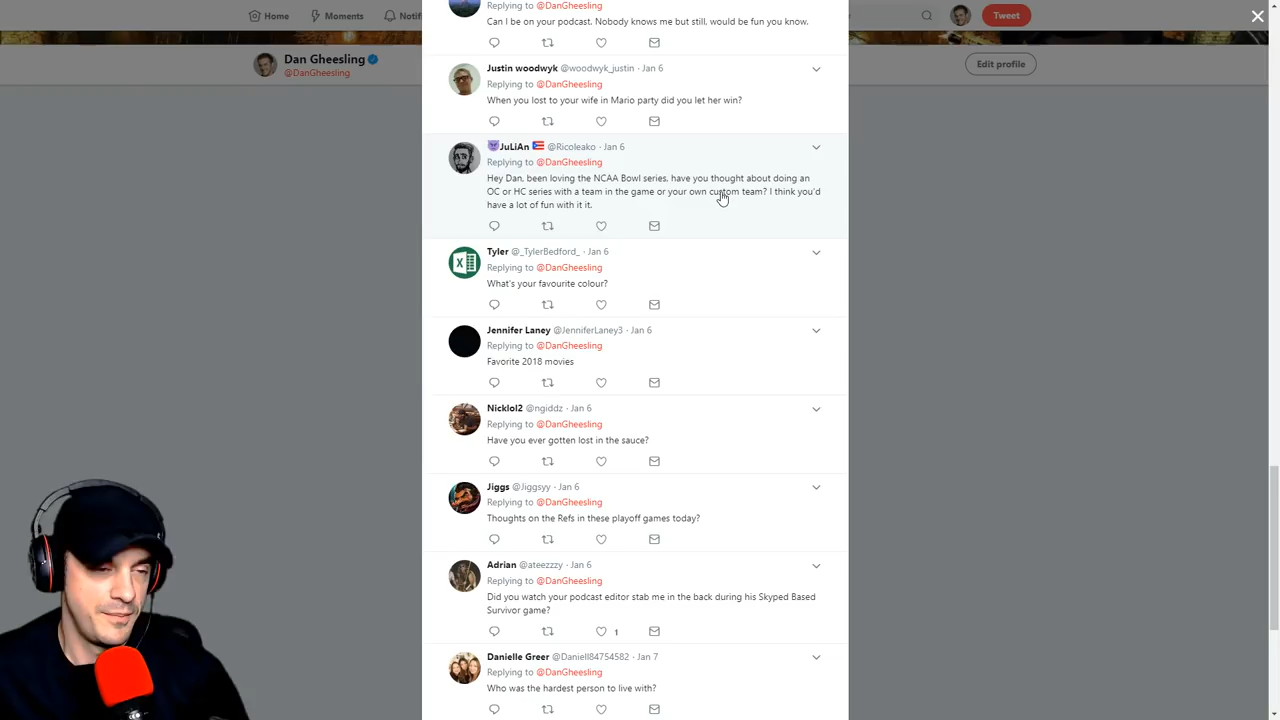 Home
Moments
Tweet
Dan Gheesling
@DanGheesling
Edit profile
Replying to @DanGheesling
Can I be on your podcast. Nobody knows me but still, would be fun you know.
Justin woodwyk @woodwyk_justin · Jan 6
Replying to @DanGheesling
When you lost to your wife in Mario party did you let her win?
JuLiAn @Ricoleako · Jan 6
Replying to @DanGheesling
Hey Dan, been loving the NCAA Bowl series, have you thought about doing an
OC or HC series with a team in the game or your own custom team? I think you'd
have a lot of fun with it it.
Tyler @_TylerBedford_ · Jan 6
Replying to @DanGheesling
What's your favourite colour?
Jennifer Laney @JenniferLaney3 · Jan 6
Replying to @DanGheesling
Favorite 2018 movies
Nicklol2 @ngiddz · Jan 6
Replying to @DanGheesling
Have you ever gotten lost in the sauce?
Jiggs @Jiggsyy · Jan 6
Replying to @DanGheesling
Thoughts on the Refs in these playoff games today?
Adrian @ateezzzy · Jan 6
Replying to @DanGheesling
Did you watch your podcast editor stab me in the back during his Skyped Based
Survivor game?
1
Danielle Greer @Daniell84754582 · Jan 7
Replying to @DanGheesling
Who was the hardest person to live with?